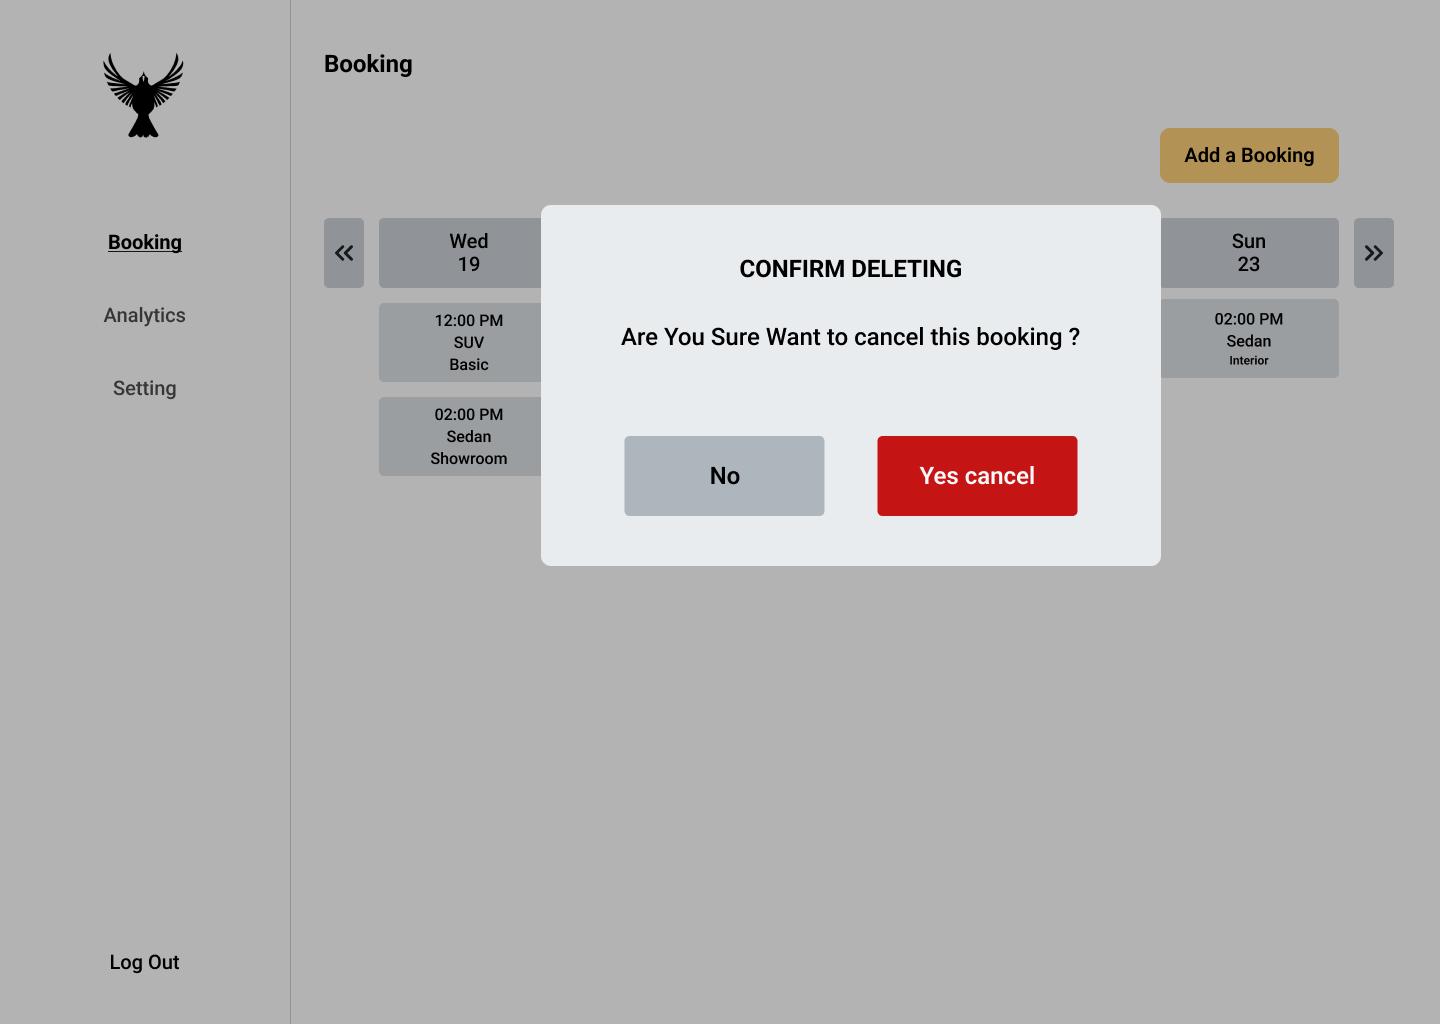 Booking
Add a Booking
Booking
Analytics
Setting
Log Out
Wed
19
12:00 PM
SUV
Basic
02:00 PM
Sedan
Showroom
CONFIRM DELETING
Are You Sure Want to cancel this booking ?
No
Yes cancel
Sun
23
02:00 PM
Sedan
Interior